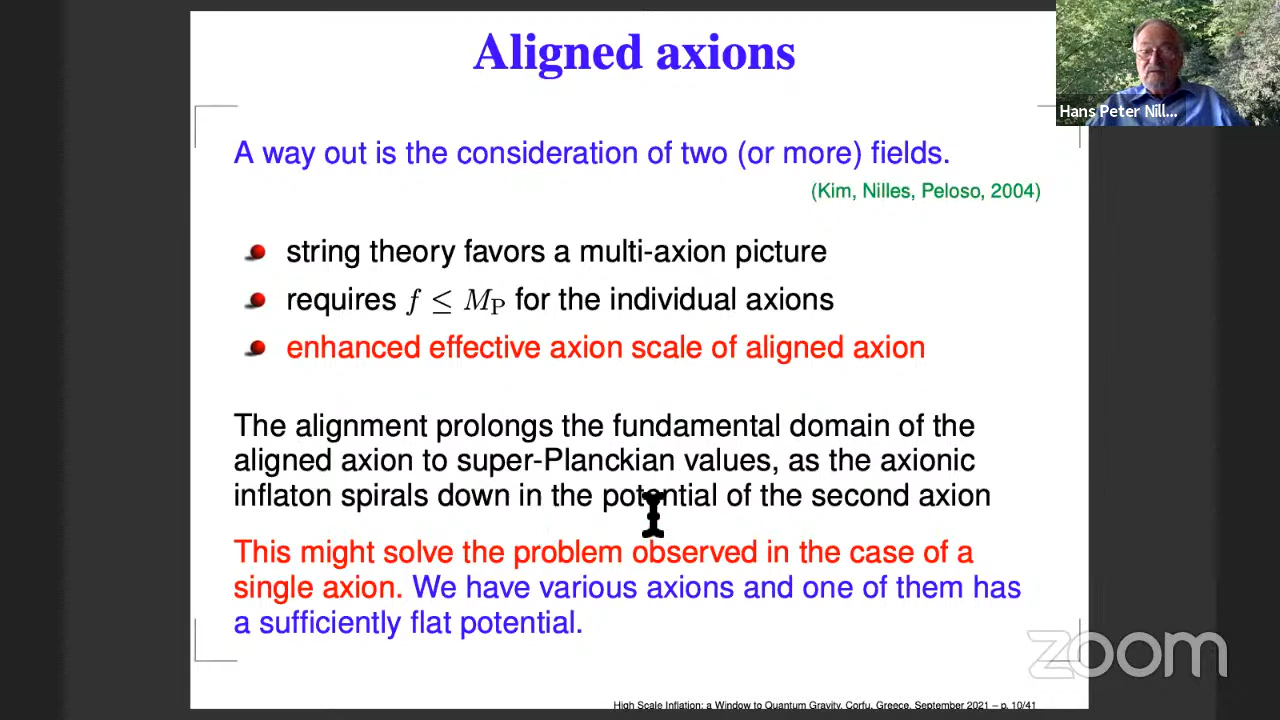 Aligned axions
Hans Peter Nill...
A way out is the consideration of two (or more) fields.
(Kim, Nilles, Peloso, 2004)
string theory favors a multi-axion picture
requires f ≤ M_P for the individual axions
enhanced effective axion scale of aligned axion
The alignment prolongs the fundamental domain of the
aligned axion to super-Planckian values, as the axionic
inflaton spirals down in the potential of the second axion
This might solve the problem observed in the case of a
single axion. We have various axions and one of them has
a sufficiently flat potential.
zoom
High Scale Inflation: a Window to Quantum Gravity, Corfu, Greece, September 2021 – p. 10/41